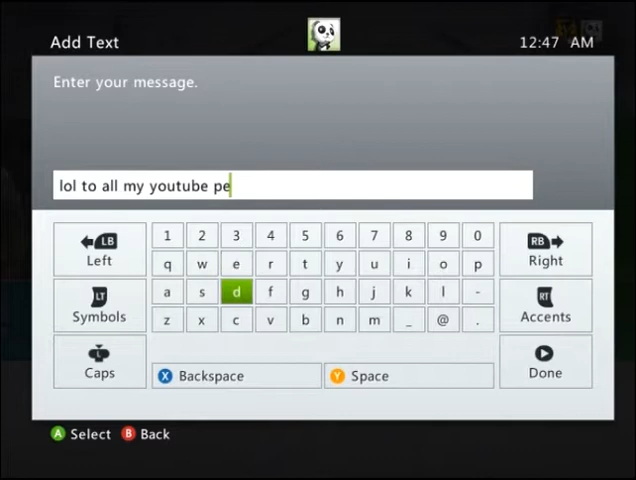 Add Text
12:47 AM
Enter your message.
lol to all my youtube pe
LB
Left
1 2 3 4 5 6 7 8 9 0
RB
Right
q w e r t y u i o p
LT
Symbols
a s d f g h j k l -
RT
Accents
z x c v b n m _ @ .
L
Caps
X Backspace
Y Space
Done
A Select B Back